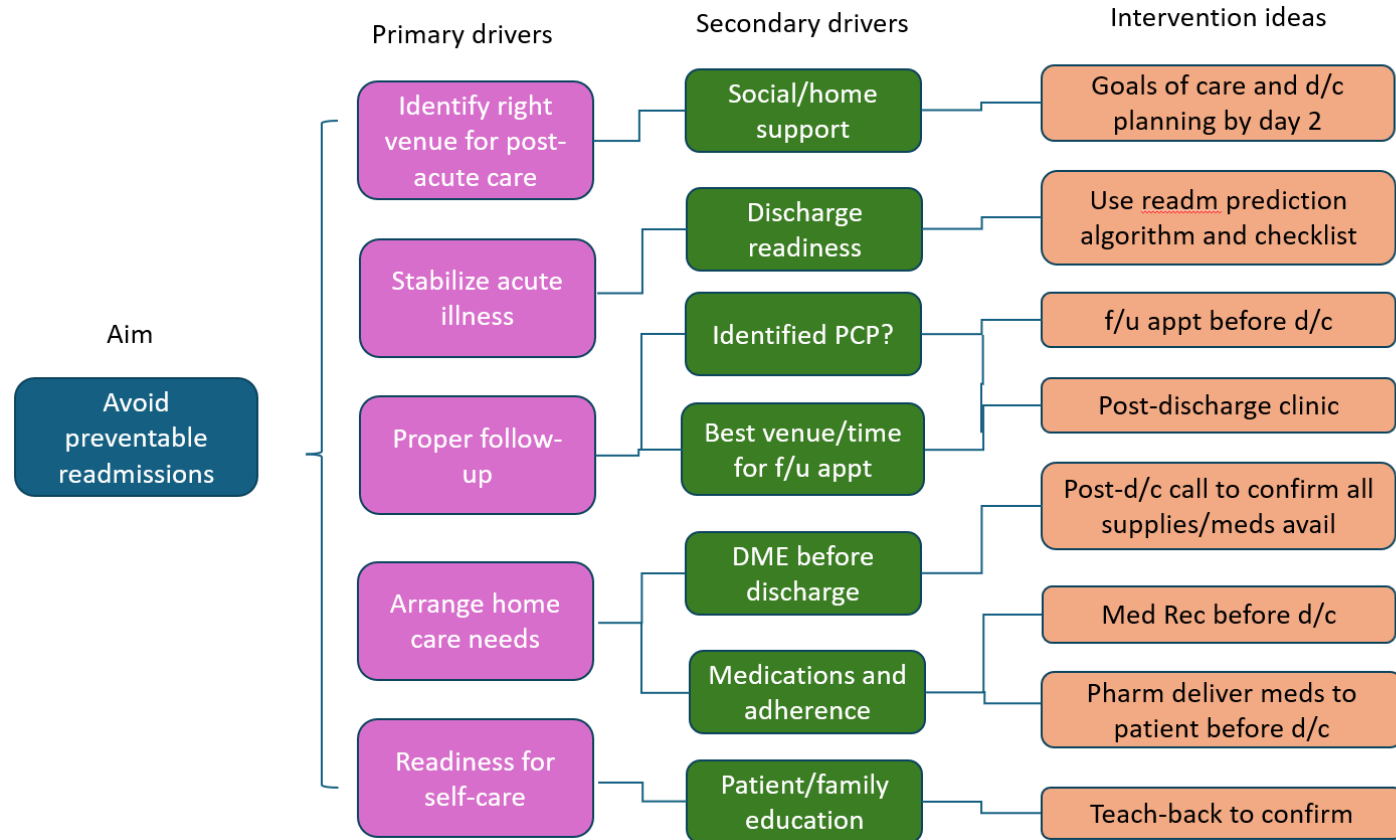 Primary drivers
Secondary drivers
Intervention ideas
Aim
Avoid
preventable
readmissions
Identify right
venue for post-
acute care
Stabilize acute
illness
Proper follow-
up
Arrange home
care needs
Readiness for
self-care
Social/home
support
Discharge
readiness
Identified PCP?
Best venue/time
for f/u appt
DME before
discharge
Medications and
adherence
Patient/family
education
Goals of care and d/c
planning by day 2
Use readm prediction
algorithm and checklist
f/u appt before d/c
Post-discharge clinic
Post-d/c call to confirm all
supplies/meds avail
Med Rec before d/c
Pharm deliver meds to
patient before d/c
Teach-back to confirm